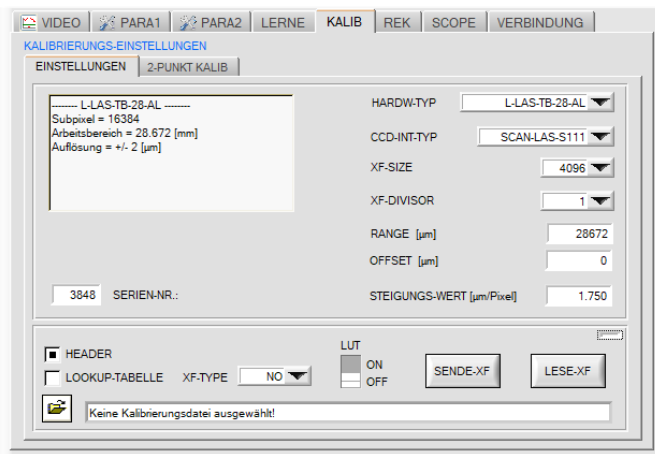 VIDEO PARA1 PARA2 LERNE KALIB REK SCOPE VERBINDUNG
KALIBRIERUNGS-EINSTELLUNGEN
EINSTELLUNGEN 2-PUNKT KALIB
-------- L-LAS-TB-28-AL --------
Subpixel = 16384
Arbeitsbereich = 28.672 [mm]
Auflösung = +/- 2 [µm]
HARDW-TYP L-LAS-TB-28-AL
CCD-INT-TYP SCAN-LAS-S111
XF-SIZE 4096
XF-DIVISOR 1
RANGE [µm] 28672
OFFSET [µm] 0
3848 SERIEN-NR.:
STEIGUNGS-WERT [µm/Pixel] 1.750
HEADER
LOOKUP-TABELLE XF-TYPE NO
LUT
ON
OFF
SENDE-XF LESE-XF
Keine Kalibrierungsdatei ausgewählt!